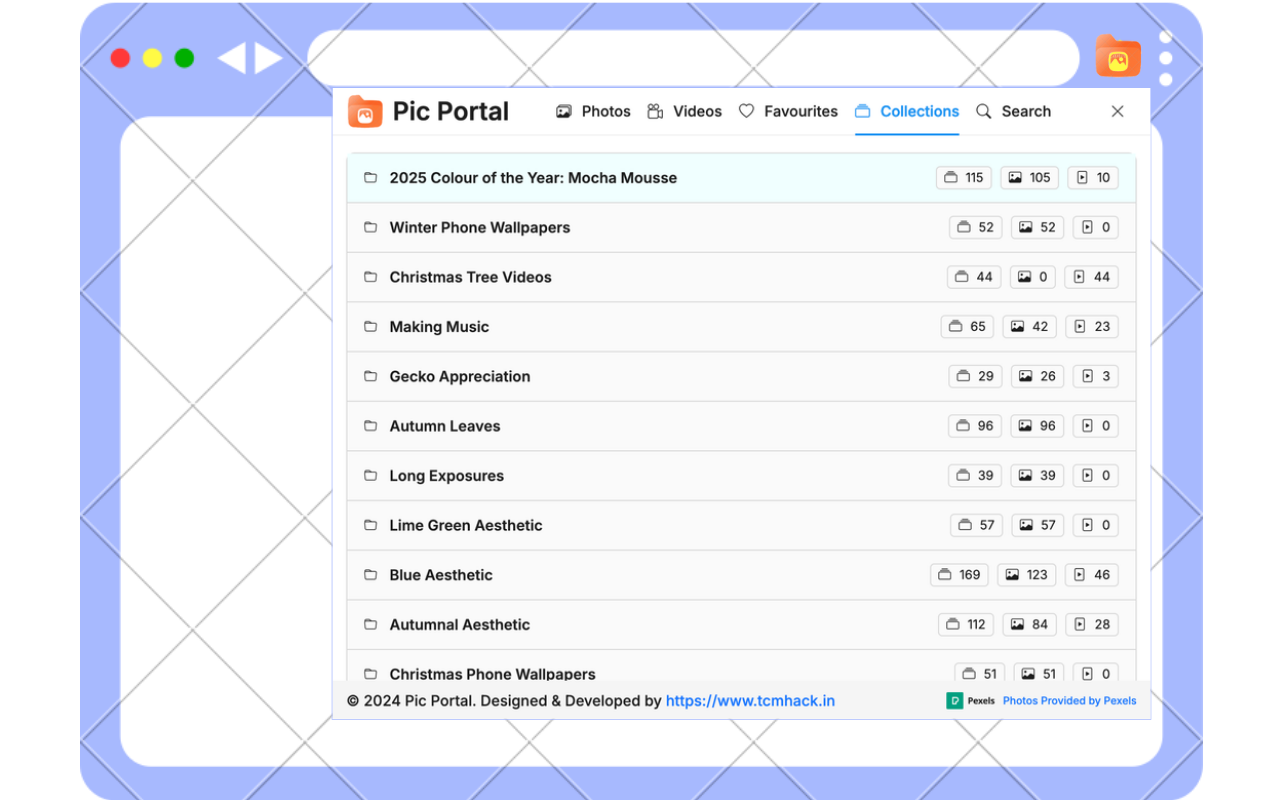 Pic Portal Photos Videos Favourites Collections Search
2025 Colour of the Year: Mocha Mousse 115 105 10
Winter Phone Wallpapers 52 52 0
Christmas Tree Videos 44 0 44
Making Music 65 42 23
Gecko Appreciation 29 26 3
Autumn Leaves 96 96 0
Long Exposures 39 39 0
Lime Green Aesthetic 57 57 0
Blue Aesthetic 169 123 46
Autumnal Aesthetic 112 84 28
Christmas Phone Wallpapers 51 51 0
© 2024 Pic Portal. Designed & Developed by https://www.tcmhack.in Pexels Photos Provided by Pexels